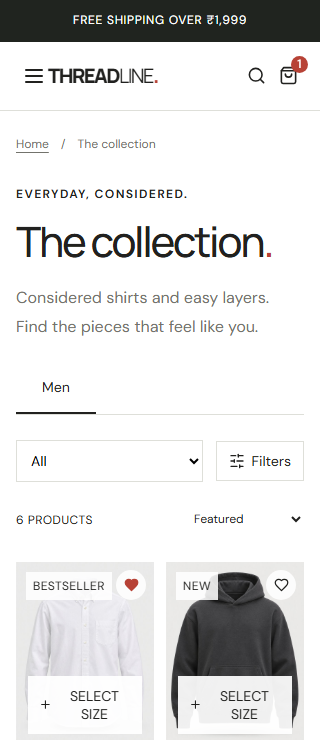 FREE SHIPPING OVER ₹1,999
THREADLINE.
1
Home / The collection
EVERYDAY, CONSIDERED.
The collection.
Considered shirts and easy layers.
Find the pieces that feel like you.
Men
All
Filters
6 PRODUCTS
Featured
BESTSELLER
NEW
+ SELECT
SIZE
+ SELECT
SIZE